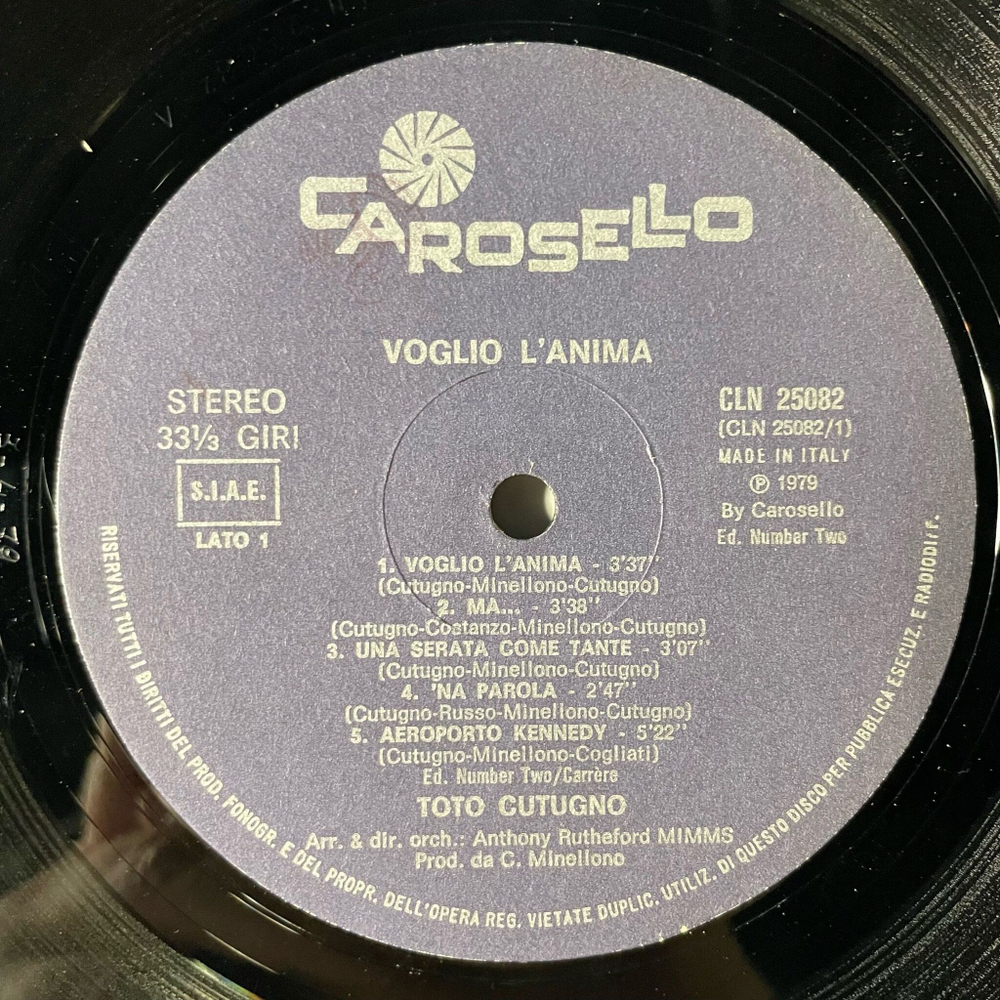 CAROSELLO
VOGLIO L'ANIMA
STEREO
33⅓ GIRI
S.I.A.E.
LATO 1
CLN 25082
(CLN 25082/1)
MADE IN ITALY
℗ 1979
By Carosello
Ed. Number Two
1. VOGLIO L'ANIMA - 3'37''
(Cutugno-Minellono-Cutugno)
2. MA... - 3'38''
(Cutugno-Costanzo-Minellono-Cutugno)
3. UNA SERATA COME TANTE - 3'07''
(Cutugno-Minellono-Cutugno)
4. 'NA PAROLA - 2'47''
(Cutugno-Russo-Minellono-Cutugno)
5. AEROPORTO KENNEDY - 5'22''
(Cutugno-Minellono-Cogliati)
Ed. Number Two/Carrère
TOTO CUTUGNO
Arr. & dir. orch.: Anthony Rutheford MIMMS
Prod. da C. Minellono
RISERVATI TUTTI I DIRITTI DEL PROD. FONOGR. E DEL PROPR. DELL'OPERA REG. VIETATE DUPLIC. UTILIZ. DI QUESTO DISCO PER PUBBLICA ESECUZ. E RADIODIFF.